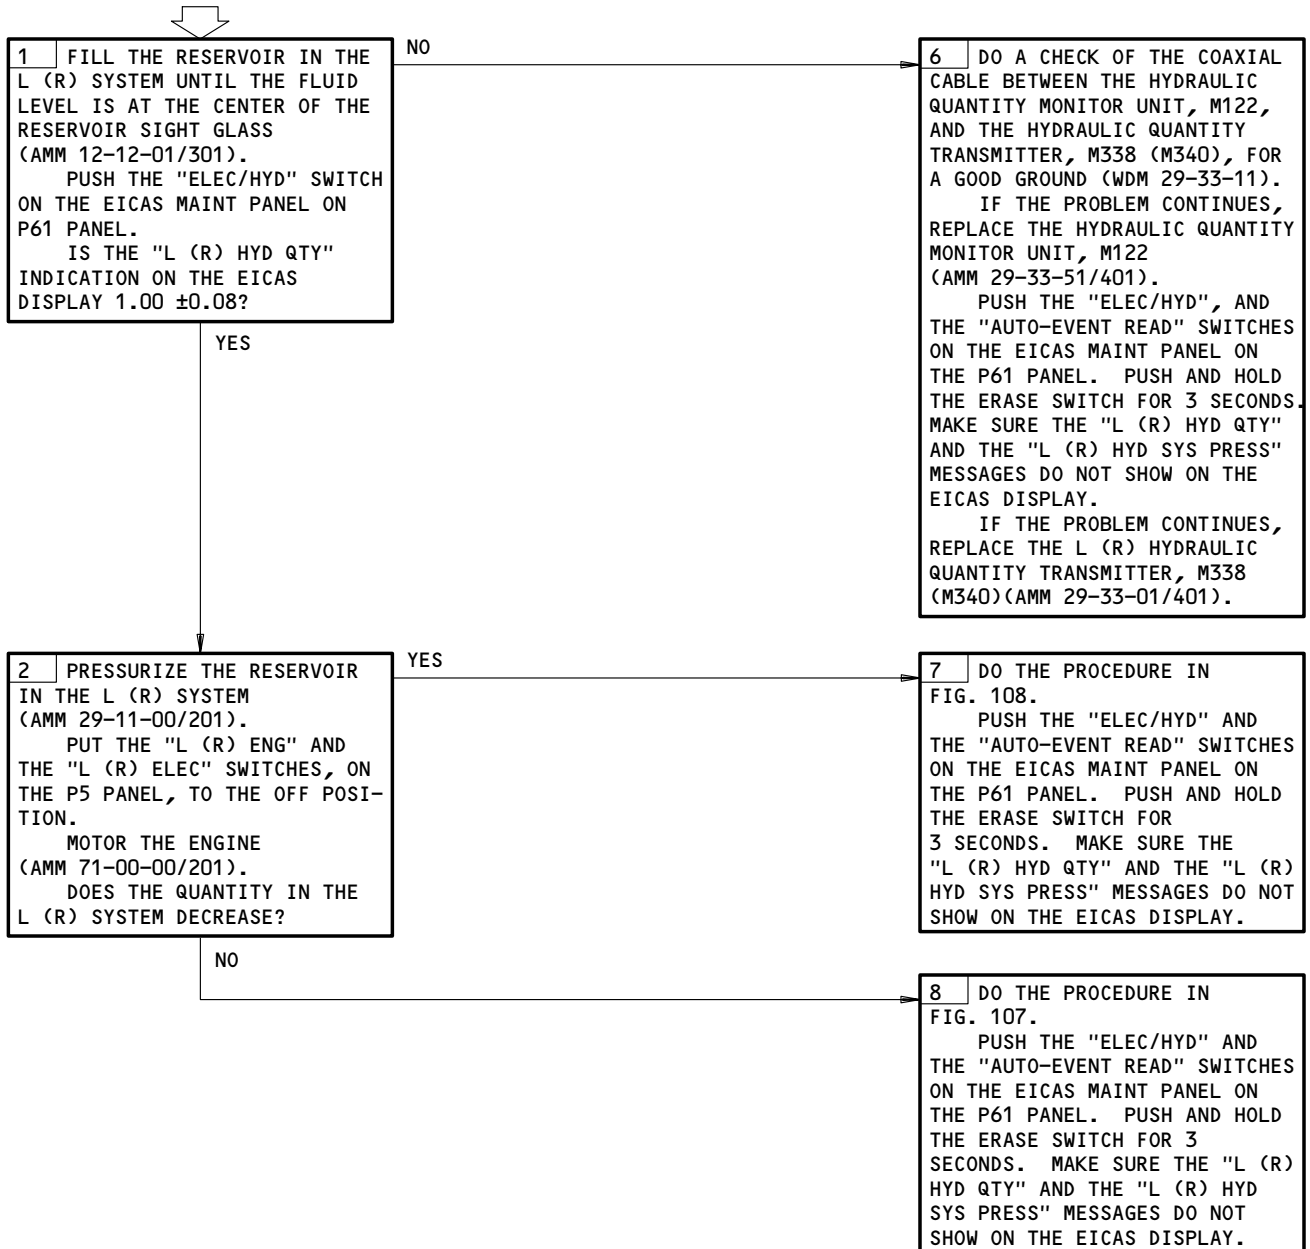 1 FILL THE RESERVOIR IN THE
L (R) SYSTEM UNTIL THE FLUID
LEVEL IS AT THE CENTER OF THE
RESERVOIR SIGHT GLASS
(AMM 12-12-01/301).
PUSH THE "ELEC/HYD" SWITCH
ON THE EICAS MAINT PANEL ON
P61 PANEL.
IS THE "L (R) HYD QTY"
INDICATION ON THE EICAS
DISPLAY 1.00 ±0.08?
NO
YES
6 DO A CHECK OF THE COAXIAL
CABLE BETWEEN THE HYDRAULIC
QUANTITY MONITOR UNIT, M122,
AND THE HYDRAULIC QUANTITY
TRANSMITTER, M338 (M340), FOR
A GOOD GROUND (WDM 29-33-11).
IF THE PROBLEM CONTINUES,
REPLACE THE HYDRAULIC QUANTITY
MONITOR UNIT, M122
(AMM 29-33-51/401).
PUSH THE "ELEC/HYD", AND
THE "AUTO-EVENT READ" SWITCHES
ON THE EICAS MAINT PANEL ON
THE P61 PANEL. PUSH AND HOLD
THE ERASE SWITCH FOR 3 SECONDS.
MAKE SURE THE "L (R) HYD QTY"
AND THE "L (R) HYD SYS PRESS"
MESSAGES DO NOT SHOW ON THE
EICAS DISPLAY.
IF THE PROBLEM CONTINUES,
REPLACE THE L (R) HYDRAULIC
QUANTITY TRANSMITTER, M338
(M340)(AMM 29-33-01/401).
2 PRESSURIZE THE RESERVOIR
IN THE L (R) SYSTEM
(AMM 29-11-00/201).
PUT THE "L (R) ENG" AND
THE "L (R) ELEC" SWITCHES, ON
THE P5 PANEL, TO THE OFF POSI-
TION.
MOTOR THE ENGINE
(AMM 71-00-00/201).
DOES THE QUANTITY IN THE
L (R) SYSTEM DECREASE?
YES
NO
7 DO THE PROCEDURE IN
FIG. 108.
PUSH THE "ELEC/HYD" AND
THE "AUTO-EVENT READ" SWITCHES
ON THE EICAS MAINT PANEL ON
THE P61 PANEL. PUSH AND HOLD
THE ERASE SWITCH FOR
3 SECONDS. MAKE SURE THE
"L (R) HYD QTY" AND THE "L (R)
HYD SYS PRESS" MESSAGES DO NOT
SHOW ON THE EICAS DISPLAY.
8 DO THE PROCEDURE IN
FIG. 107.
PUSH THE "ELEC/HYD" AND
THE "AUTO-EVENT READ" SWITCHES
ON THE EICAS MAINT PANEL ON
THE P61 PANEL. PUSH AND HOLD
THE ERASE SWITCH FOR 3
SECONDS. MAKE SURE THE "L (R)
HYD QTY" AND THE "L (R) HYD
SYS PRESS" MESSAGES DO NOT
SHOW ON THE EICAS DISPLAY.